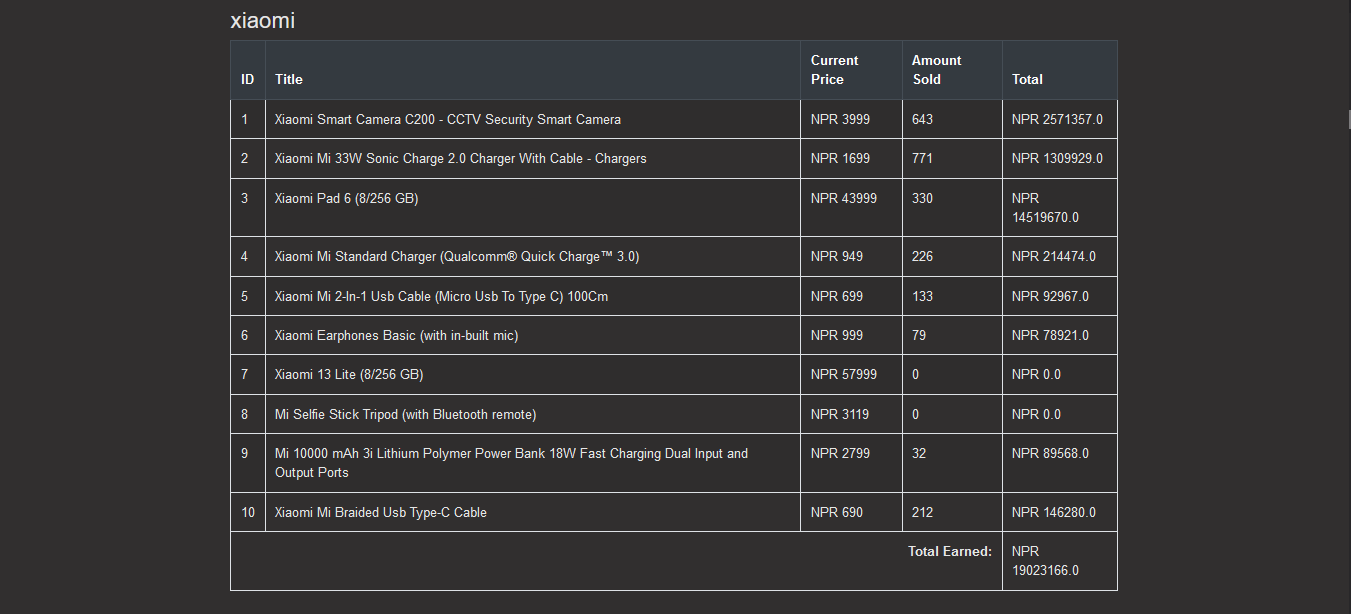 xiaomi
ID Title Current Price Amount Sold Total
1 Xiaomi Smart Camera C200 - CCTV Security Smart Camera NPR 3999 643 NPR 2571357.0
2 Xiaomi Mi 33W Sonic Charge 2.0 Charger With Cable - Chargers NPR 1699 771 NPR 1309929.0
3 Xiaomi Pad 6 (8/256 GB) NPR 43999 330 NPR
14519670.0
4 Xiaomi Mi Standard Charger (Qualcomm® Quick Charge™ 3.0) NPR 949 226 NPR 214474.0
5 Xiaomi Mi 2-In-1 Usb Cable (Micro Usb To Type C) 100Cm NPR 699 133 NPR 92967.0
6 Xiaomi Earphones Basic (with in-built mic) NPR 999 79 NPR 78921.0
7 Xiaomi 13 Lite (8/256 GB) NPR 57999 0 NPR 0.0
8 Mi Selfie Stick Tripod (with Bluetooth remote) NPR 3119 0 NPR 0.0
9 Mi 10000 mAh 3i Lithium Polymer Power Bank 18W Fast Charging Dual Input and NPR 2799 32 NPR 89568.0
Output Ports
10 Xiaomi Mi Braided Usb Type-C Cable NPR 690 212 NPR 146280.0
Total Earned: NPR
19023166.0